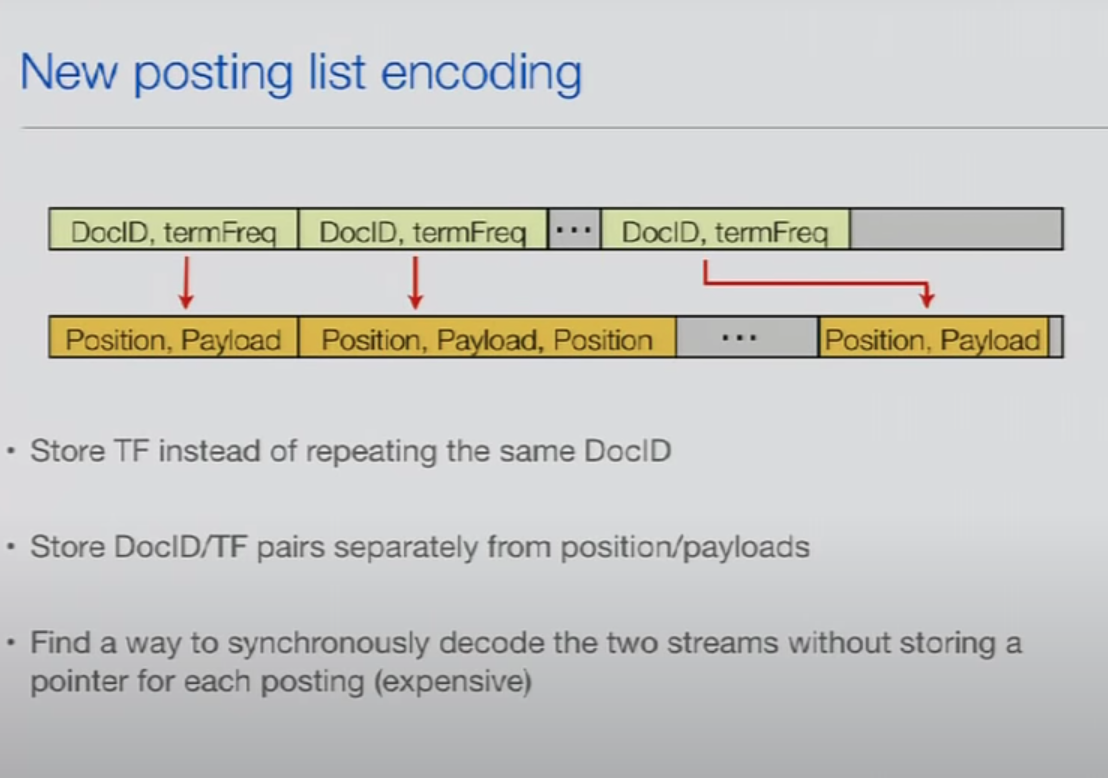 New posting list encoding
DocID, termFreq DocID, termFreq ... DocID, termFreq
Position, Payload Position, Payload, Position ... Position, Payload
• Store TF instead of repeating the same DocID
• Store DocID/TF pairs separately from position/payloads
• Find a way to synchronously decode the two streams without storing a
pointer for each posting (expensive)